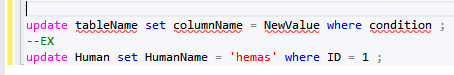 update tableName set columnName = NewValue where condition ;
--EX
update Human set HumanName = 'hemas' where ID = 1 ;